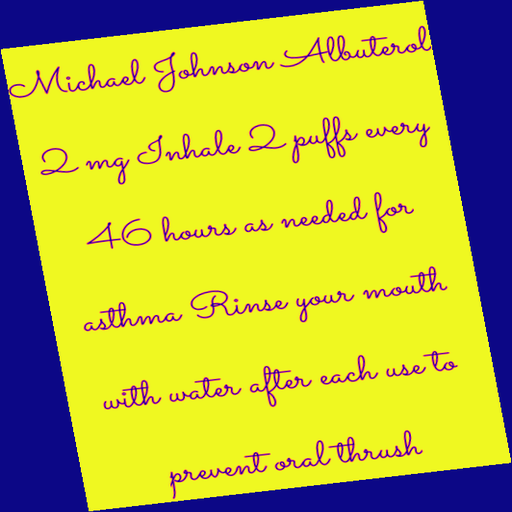 Michael Johnson Albuterol
2 mg Inhale 2 puffs every
46 hours as needed for
asthma Rinse your mouth
with water after each use to
prevent oral thrush